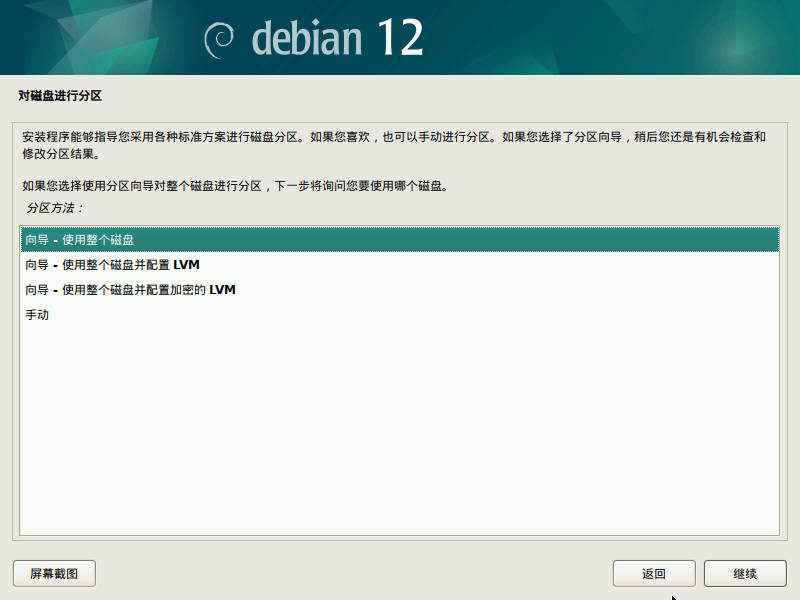 debian 12
对磁盘进行分区
安装程序能够指导您采用各种标准方案进行磁盘分区。如果您喜欢，也可以手动进行分区。如果您选择了分区向导，稍后您还是有机会检查和
修改分区结果。
如果您选择使用分区向导对整个磁盘进行分区，下一步将询问您要使用哪个磁盘。
分区方法：
向导 - 使用整个磁盘
向导 - 使用整个磁盘并配置 LVM
向导 - 使用整个磁盘并配置加密的 LVM
手动
屏幕截图 返回 继续